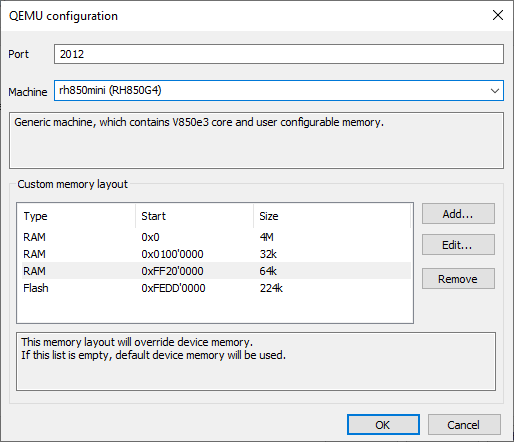 QEMU configuration
Port 2012
Machine rh850mini (RH850G4)
Generic machine, which contains V850e3 core and user configurable memory.
Custom memory layout
Type Start Size
RAM 0x0 4M
RAM 0x0100'0000 32k
RAM 0xFF20'0000 64k
Flash 0xFEDD'0000 224k
Add...
Edit...
Remove
This memory layout will override device memory.
If this list is empty, default device memory will be used.
OK Cancel